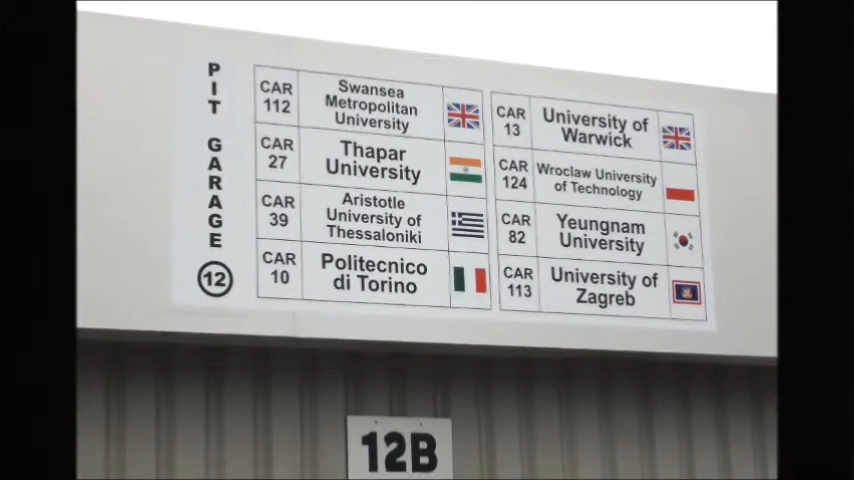 PIT GARAGE 12
CAR 112
Swansea
Metropolitan
University
CAR 27
Thapar
University
CAR 39
Aristotle
University of
Thessaloniki
CAR 10
Politecnico
di Torino
CAR 13
University of
Warwick
CAR 124
Wroclaw University
of Technology
CAR 82
Yeungnam
University
CAR 113
University of
Zagreb
12B